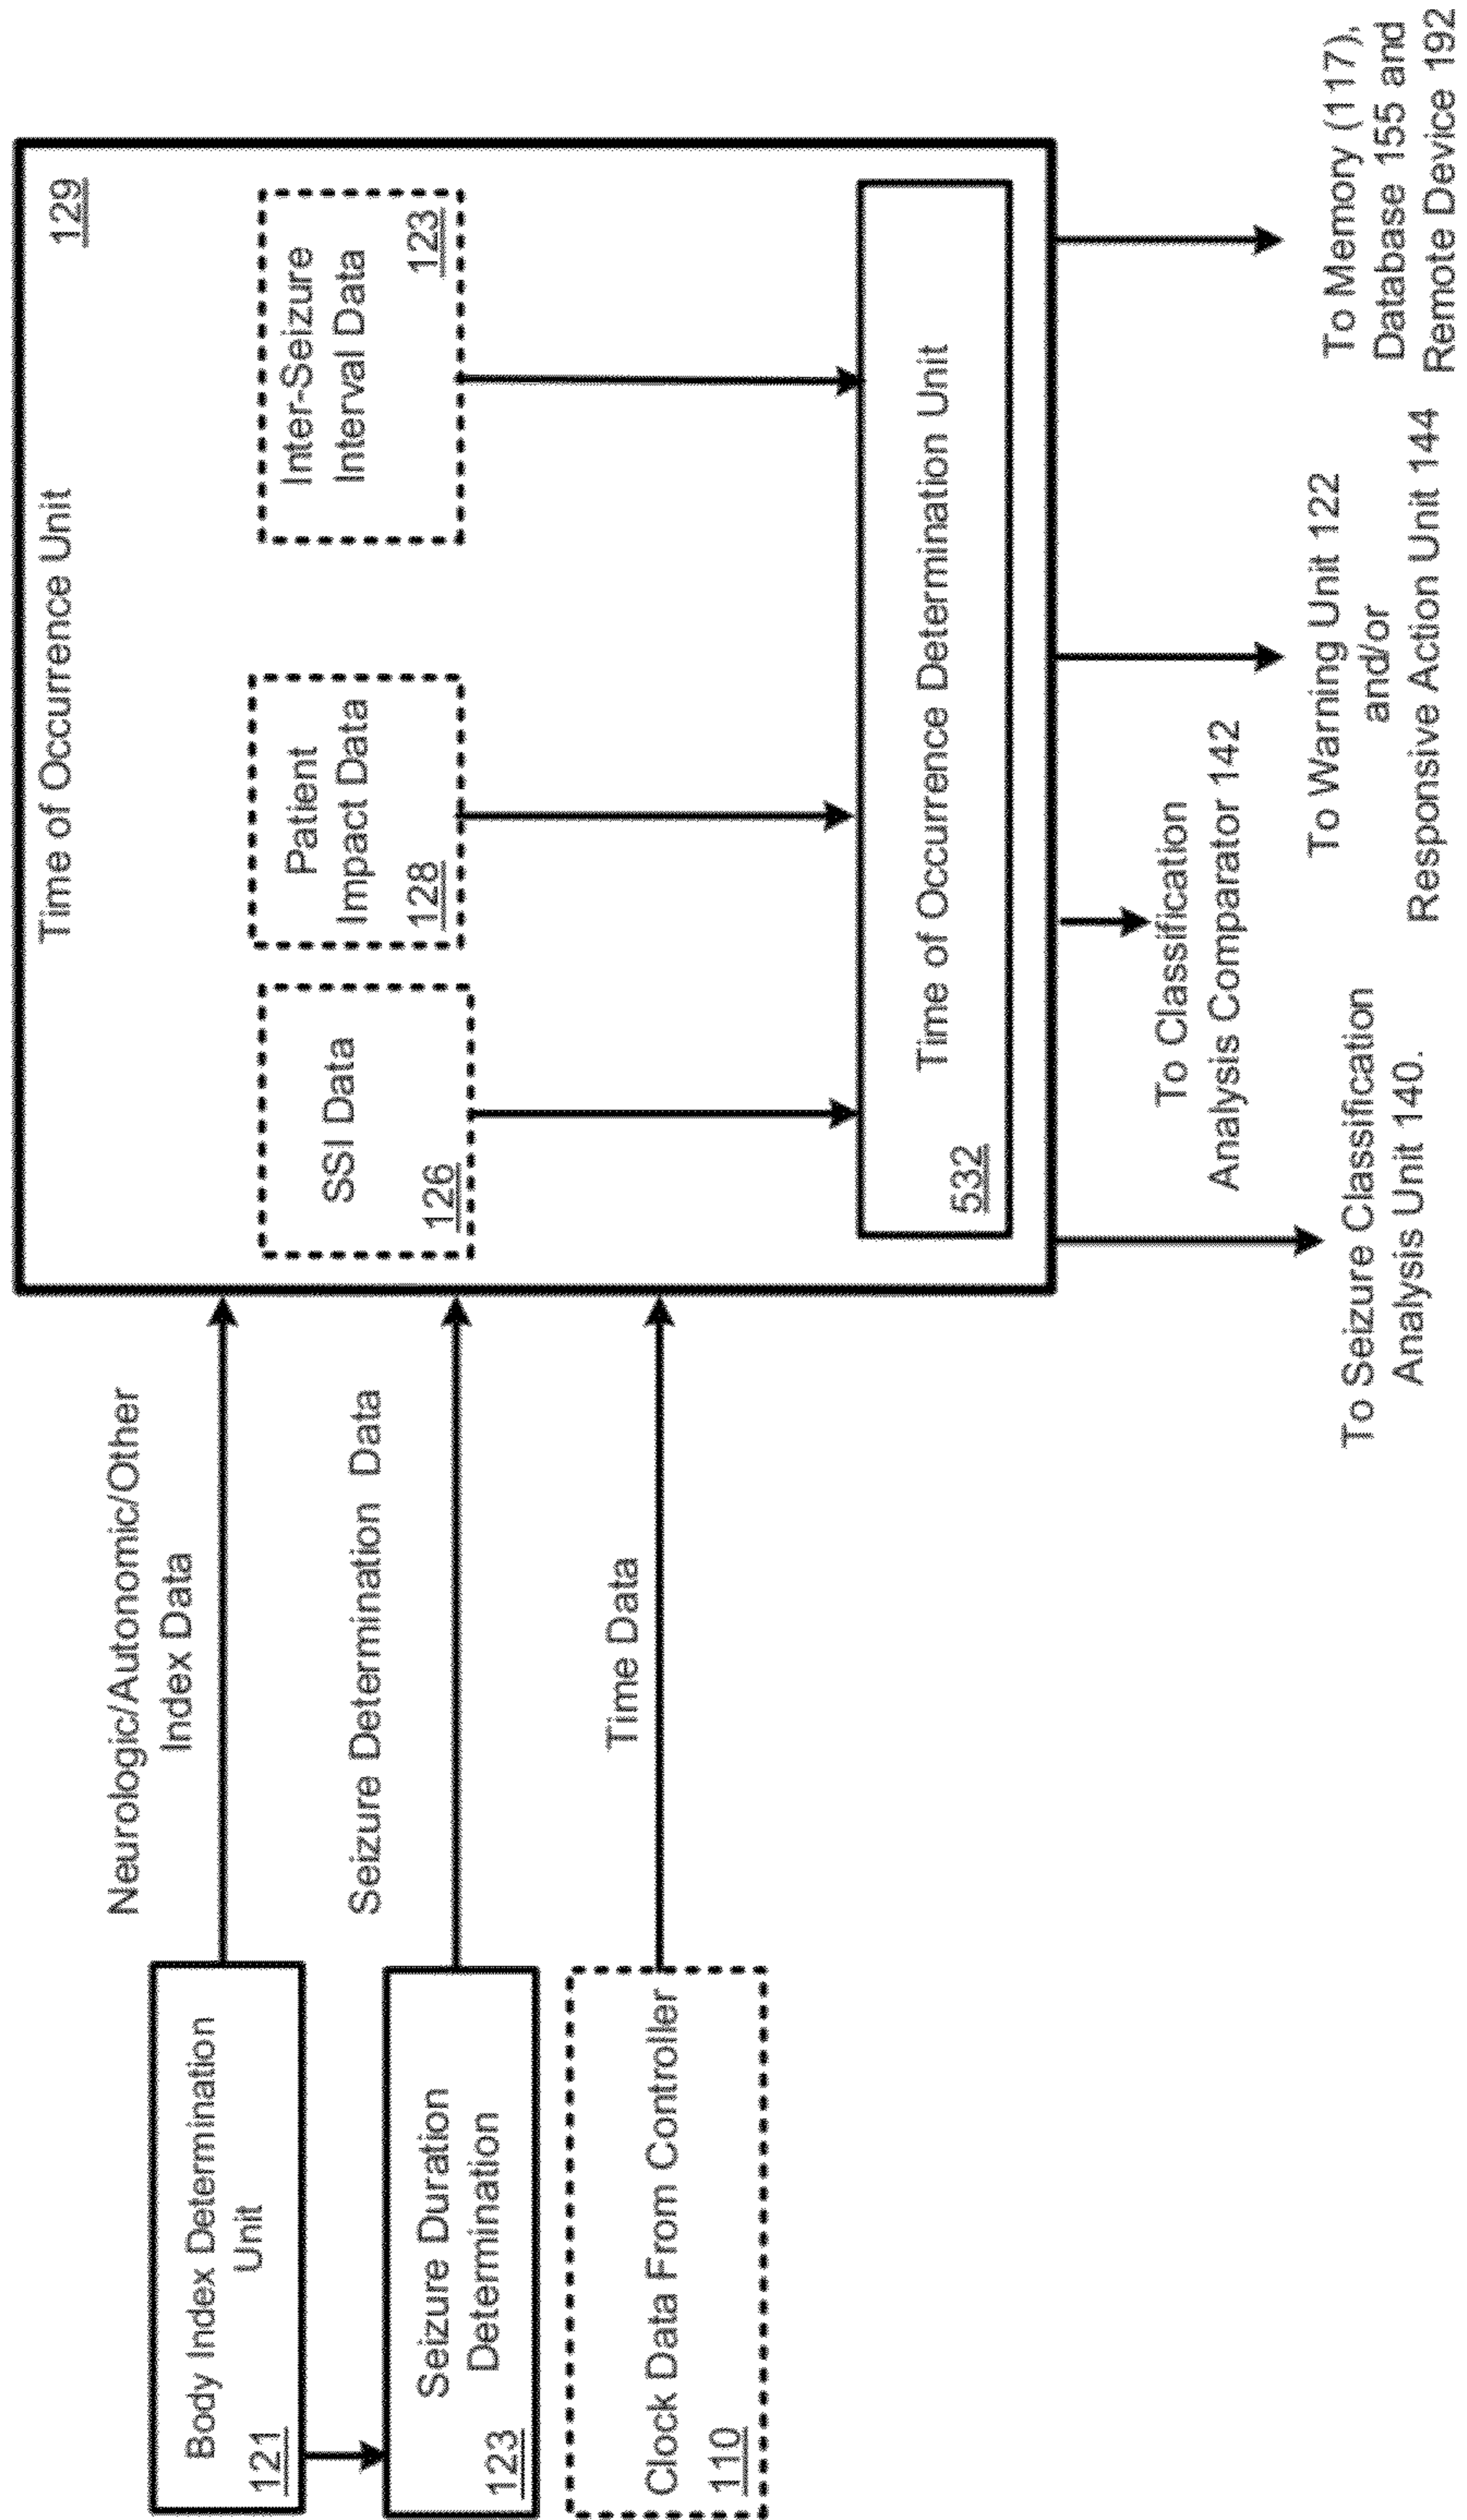 Body Index Determination
Unit
121
Seizure Duration
Determination
123
Clock Data From Controller
110
Neurologic/Autonomic/Other
Index Data
Seizure Determination Data
Time Data
Time of Occurrence Unit
129
SSI Data
126
Patient
Impact Data
128
Inter-Seizure
Interval Data
123
Time of Occurrence Determination Unit
532
To Seizure Classification
Analysis Unit 140.
To Classification
Analysis Comparator 142
To Warning Unit 122
and/or
Responsive Action Unit 144
To Memory (117),
Database 155 and
Remote Device 192